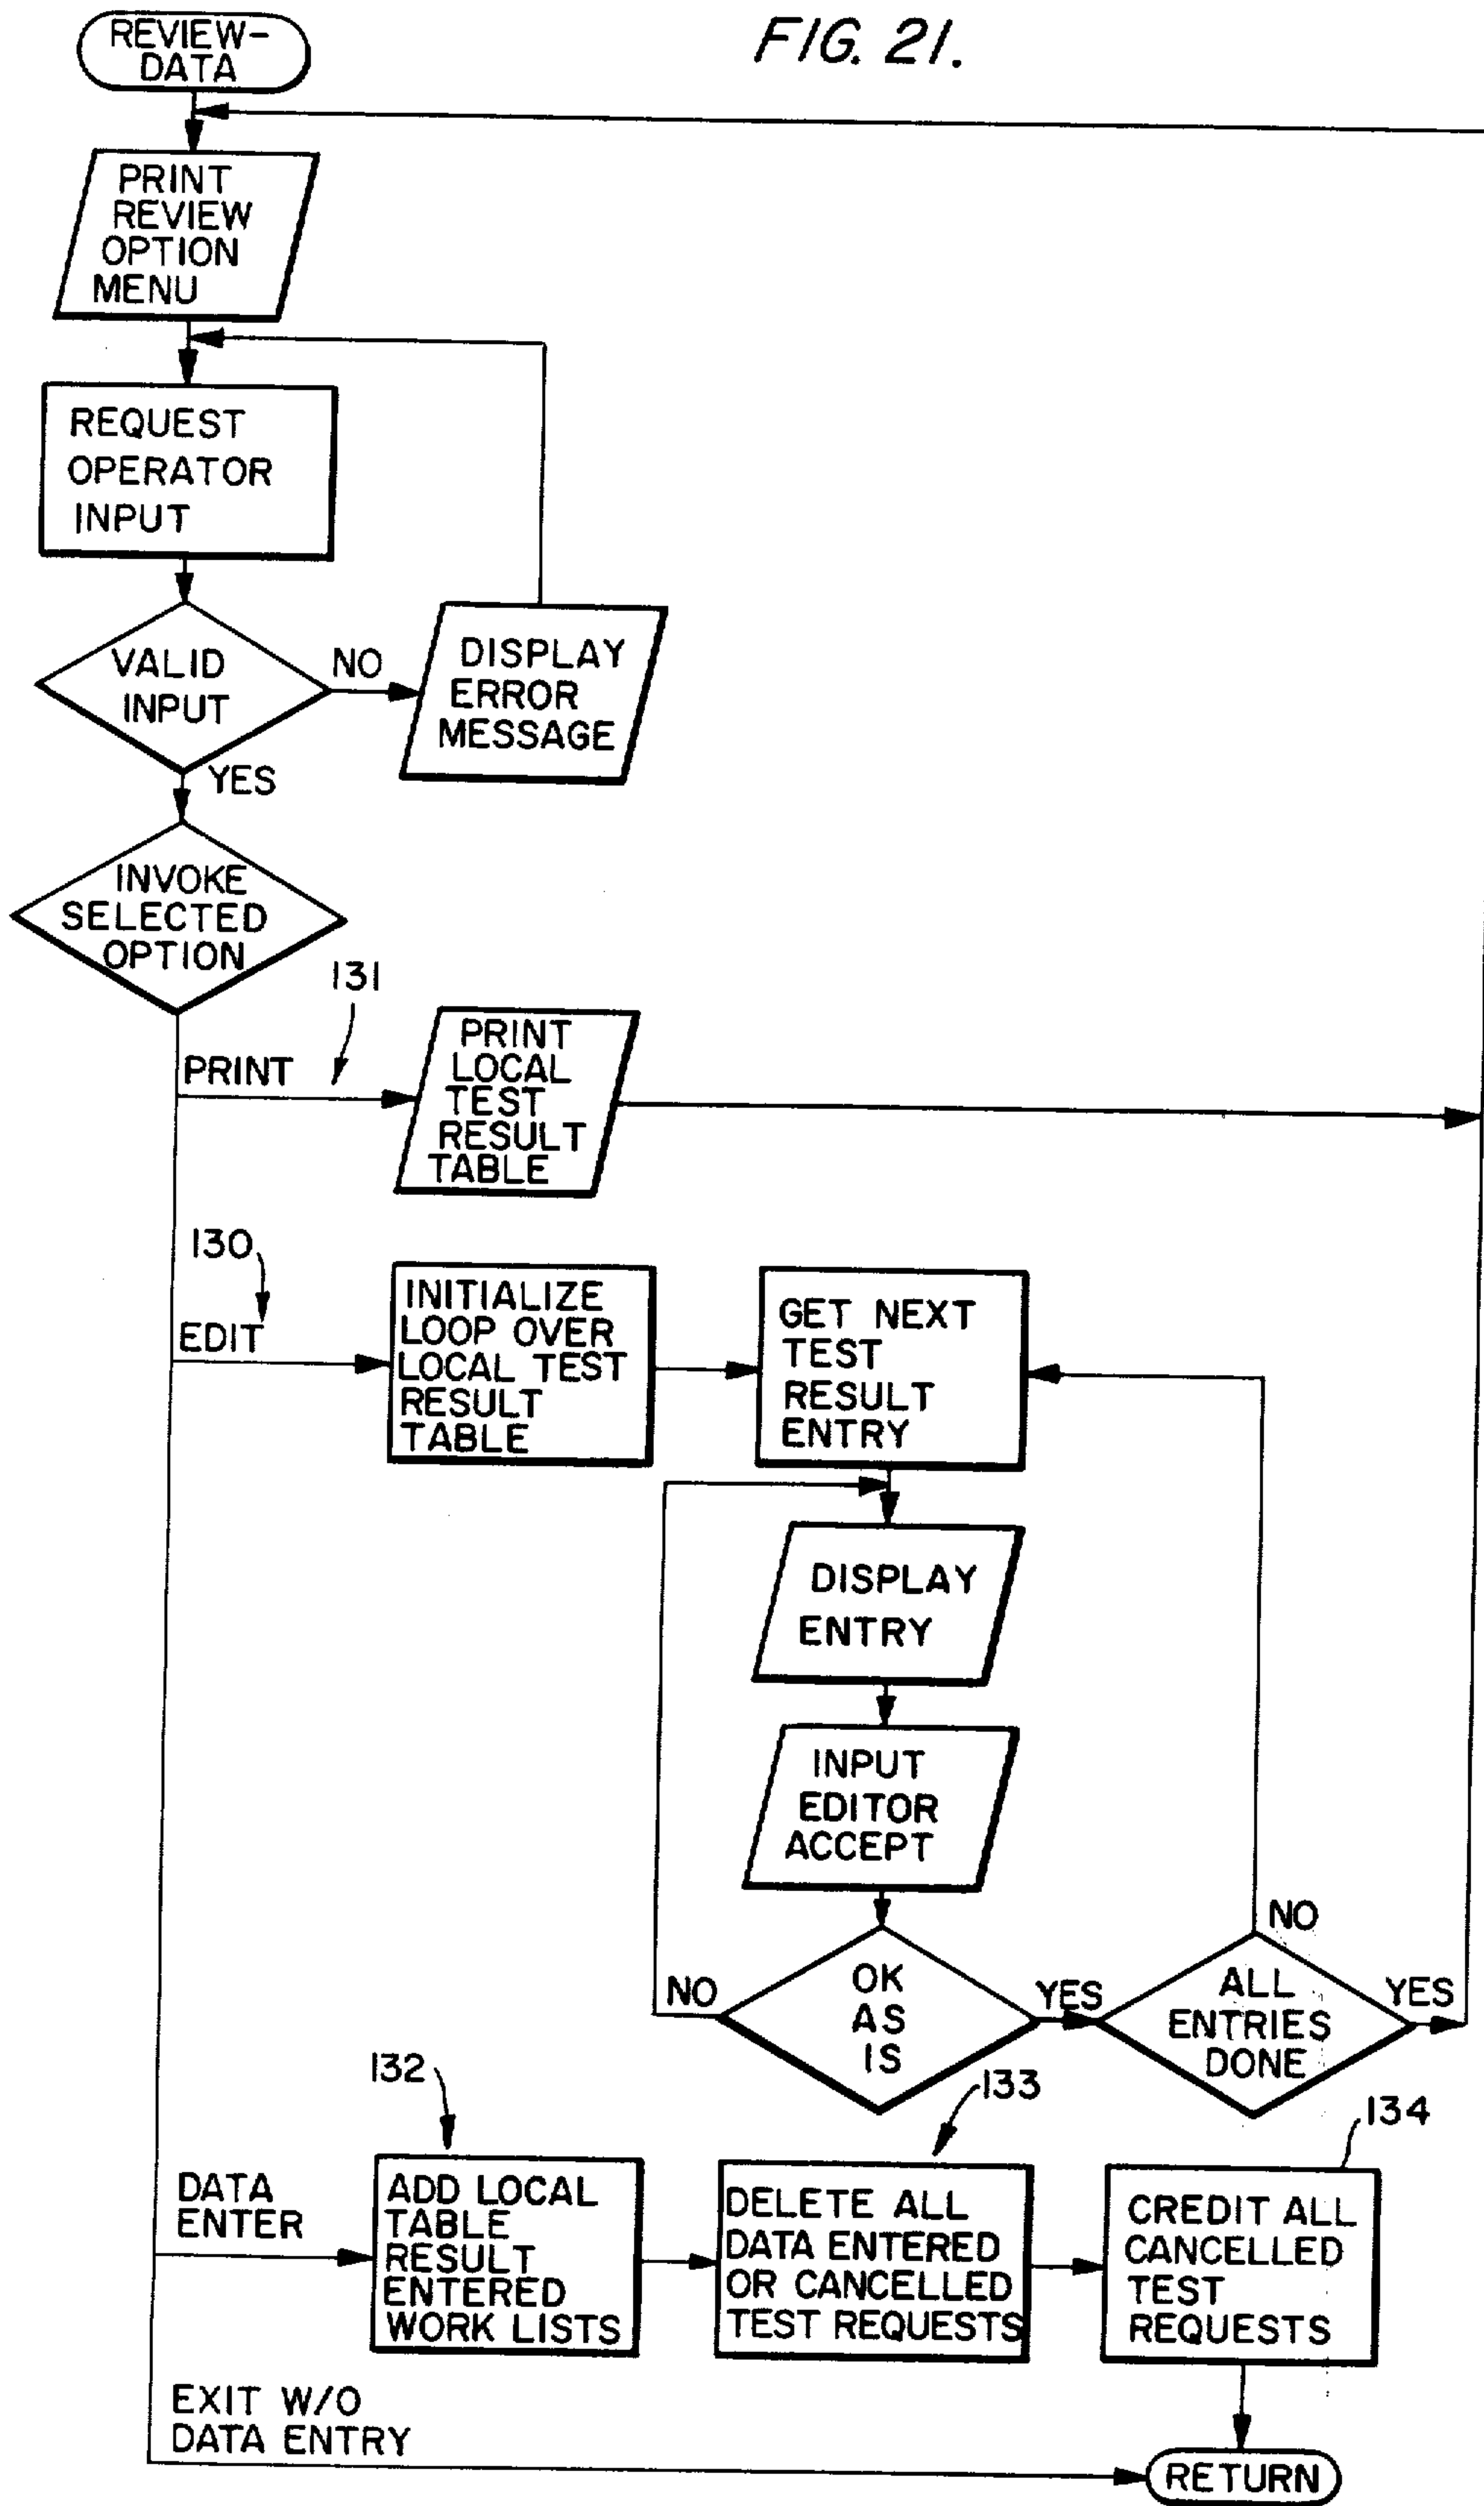 FIG. 21.
REVIEW-
DATA
PRINT
REVIEW
OPTION
MENU
REQUEST
OPERATOR
INPUT
VALID
INPUT
NO
DISPLAY
ERROR
MESSAGE
YES
INVOKE
SELECTED
OPTION
131
PRINT
PRINT
LOCAL
TEST
RESULT
TABLE
130
EDIT
INITIALIZE
LOOP OVER
LOCAL TEST
RESULT
TABLE
GET NEXT
TEST
RESULT
ENTRY
DISPLAY
ENTRY
INPUT
EDITOR
ACCEPT
OK
AS
IS
NO
YES
ALL
ENTRIES
DONE
NO
YES
132
133
134
DATA
ENTER
ADD LOCAL
TABLE
RESULT
ENTERED
WORK LISTS
DELETE ALL
DATA ENTERED
OR CANCELLED
TEST REQUESTS
CREDIT ALL
CANCELLED
TEST
REQUESTS
EXIT W/O
DATA ENTRY
RETURN